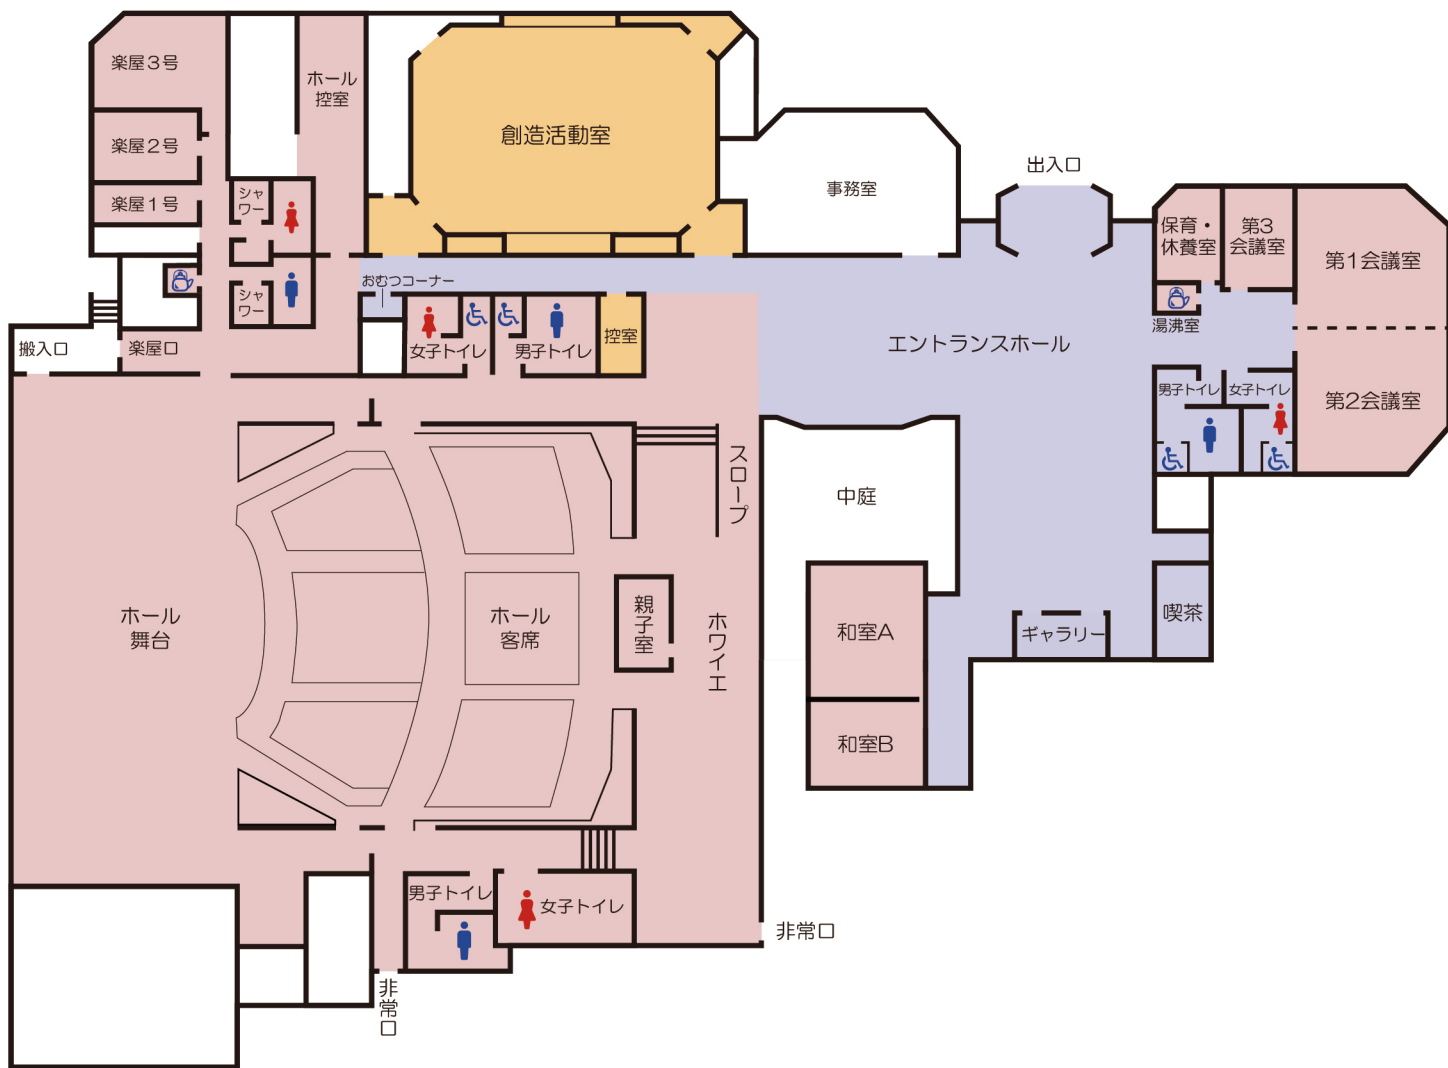 楽屋3号
ホール
控室
楽屋2号
創造活動室
出入口
事務室
シャ
ワー
楽屋1号
保育・
休養室
第3
会議室
第1会議室
おむつコーナー
シャ
ワー
湯沸室
搬入口
楽屋口
女子トイレ
男子トイレ
控室
エントランスホール
男子トイレ
女子トイレ
第2会議室
スロープ
中庭
ホール
舞台
ホール
客席
親子室
ホワイエ
和室A
ギャラリー
喫茶
和室B
男子トイレ
女子トイレ
非常口
非常口